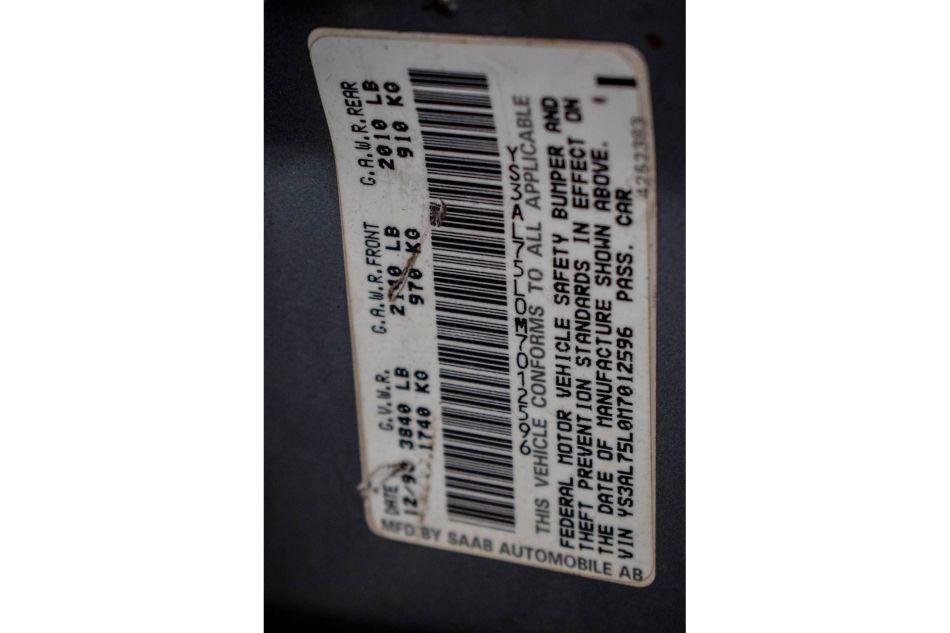 MFD BY SAAB AUTOMOBILE AB
DATE G.V.W.R. G.A.W.R.FRONT G.A.W.R.REAR
12/90 3840 LB 2140 LB 2010 LB
1740 KG 970 KG 910 KG
YS3AL75L0M7012596
THIS VEHICLE CONFORMS TO ALL APPLICABLE
FEDERAL MOTOR VEHICLE SAFETY BUMPER AND
THEFT PREVENTION STANDARDS IN EFFECT ON
THE DATE OF MANUFACTURE SHOWN ABOVE.
VIN YS3AL75L0M7012596 PASS. CAR
4252383